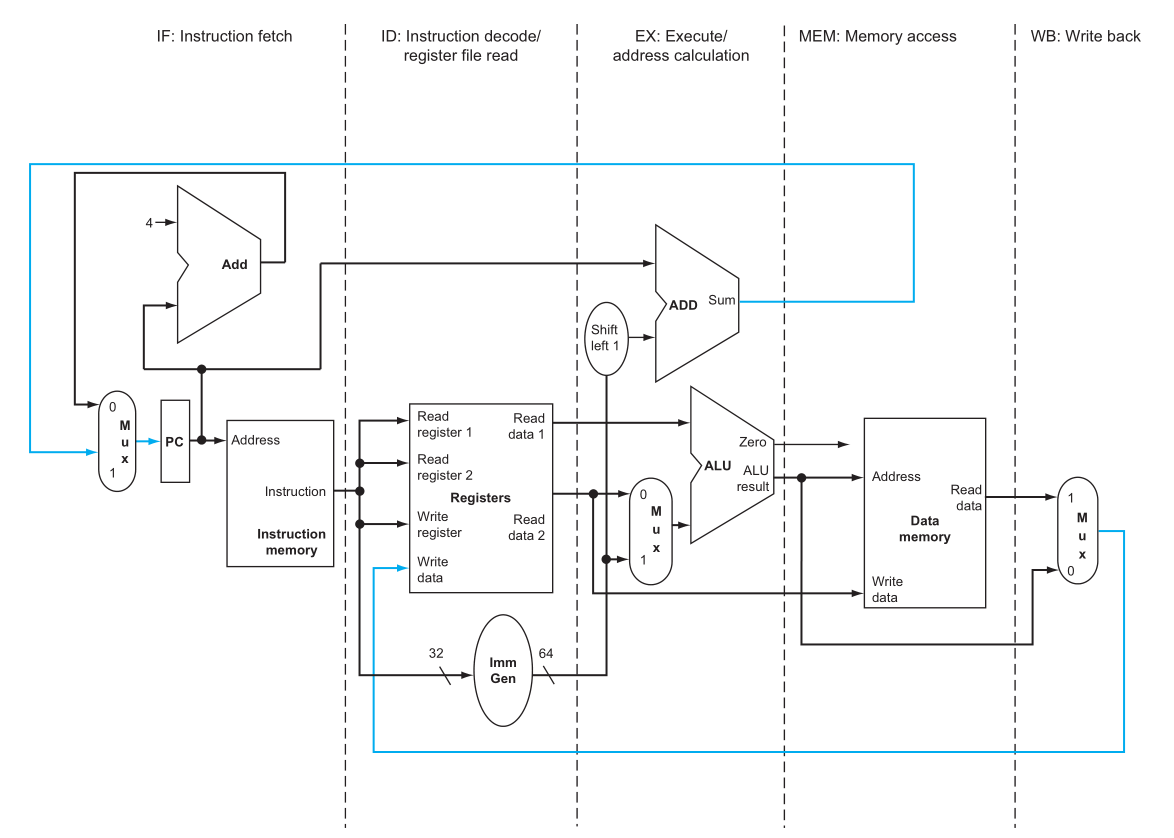 IF: Instruction fetch
ID: Instruction decode/
register file read
EX: Execute/
address calculation
MEM: Memory access
WB: Write back
4
Add
ADD
Sum
Shift
left 1
0
M
u
x
1
PC
Address
Instruction
Instruction
memory
Read
register 1
Read
register 2
Write
register
Write
data
Registers
Read
data 1
Read
data 2
0
M
u
x
1
ALU
Zero
ALU
result
Address
Write
data
Data
memory
Read
data
1
M
u
x
0
32
Imm
Gen
64